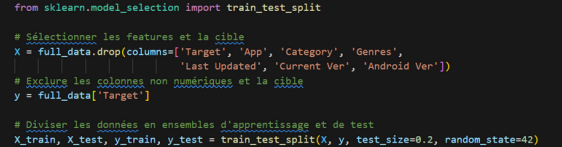 from sklearn.model_selection import train_test_split
# Sélectionner les features et la cible
X = full_data.drop(columns=['Target', 'App', 'Category', 'Genres',
'Last Updated', 'Current Ver', 'Android Ver'])
# Exclure les colonnes non numériques et la cible
y = full_data['Target']
# Diviser les données en ensembles d'apprentissage et de test
X_train, X_test, y_train, y_test = train_test_split(X, y, test_size=0.2, random_state=42)